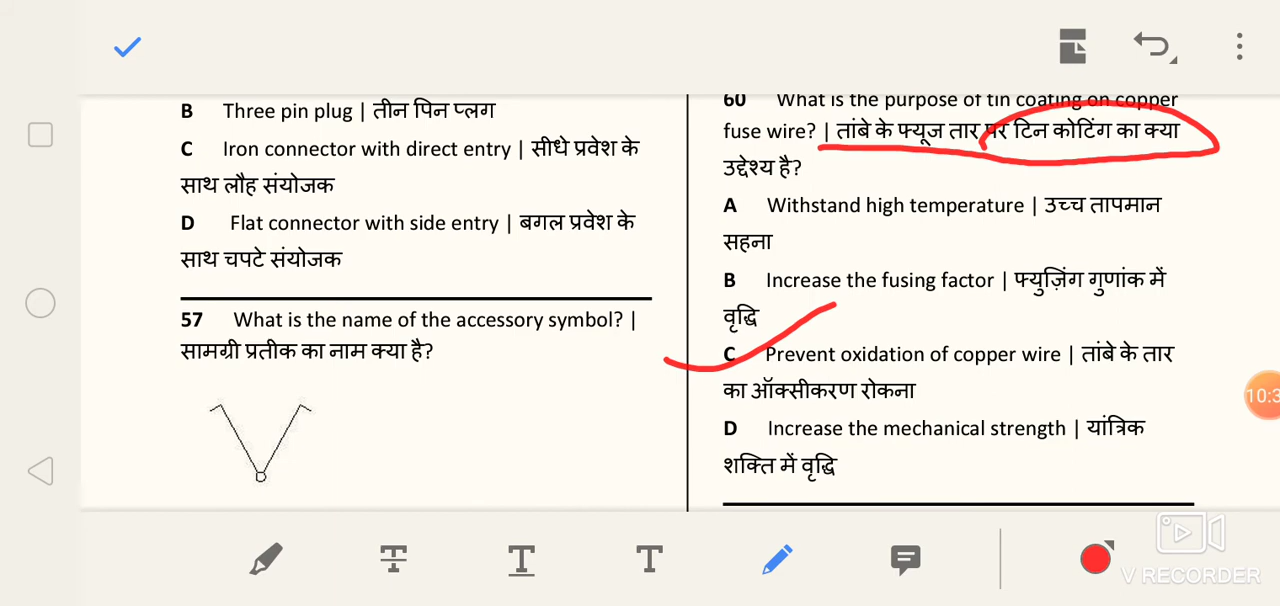 B Three pin plug | तीन पिन प्लग
C Iron connector with direct entry | सीधे प्रवेश के
साथ लौह संयोजक
D Flat connector with side entry | बगल प्रवेश के
साथ चपटे संयोजक
57 What is the name of the accessory symbol? |
सामग्री प्रतीक का नाम क्या है?
60 What is the purpose of tin coating on copper
fuse wire? | तांबे के फ्यूज तार पर टिन कोटिंग का क्या
उद्देश्य है?
A Withstand high temperature | उच्च तापमान
सहना
B Increase the fusing factor | फ्युज़िंग गुणांक में
वृद्धि
C Prevent oxidation of copper wire | तांबे के तार
का ऑक्सीकरण रोकना
D Increase the mechanical strength | यांत्रिक
शक्ति में वृद्धि
10:3
T T T
V RECORDER